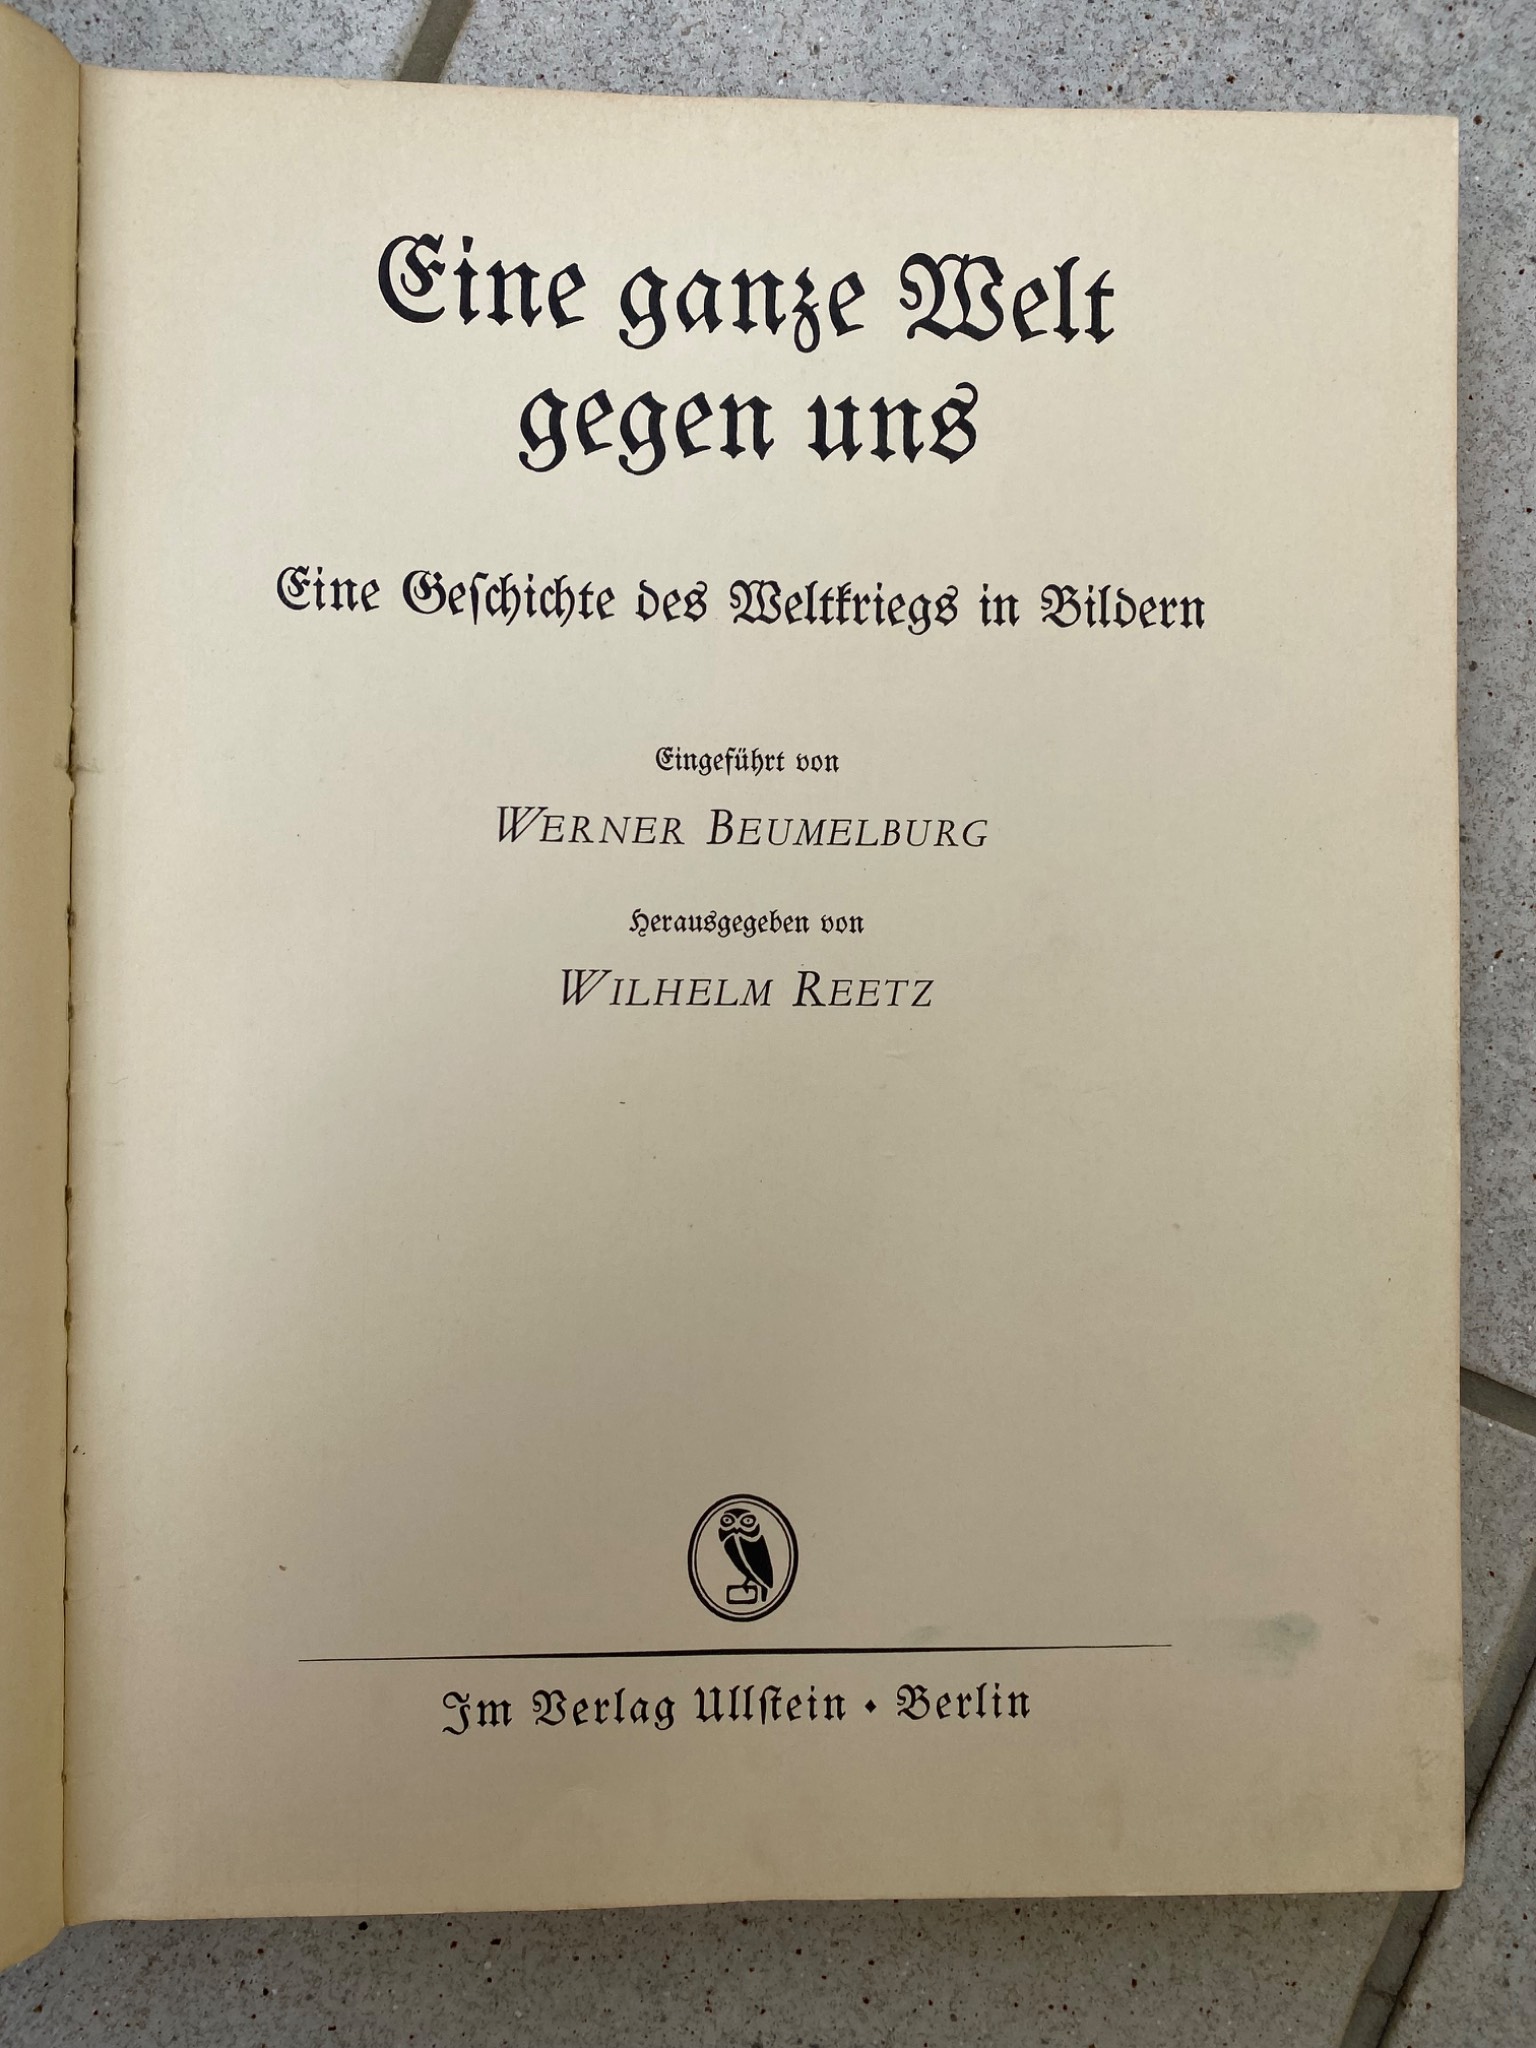 Eine ganze Welt
gegen uns
Eine Geſchichte des Weltkriegs in Bildern
Eingeführt von
WERNER BEUMELBURG
Herausgegeben von
WILHELM REETZ
Im Verlag Ullſtein • Berlin